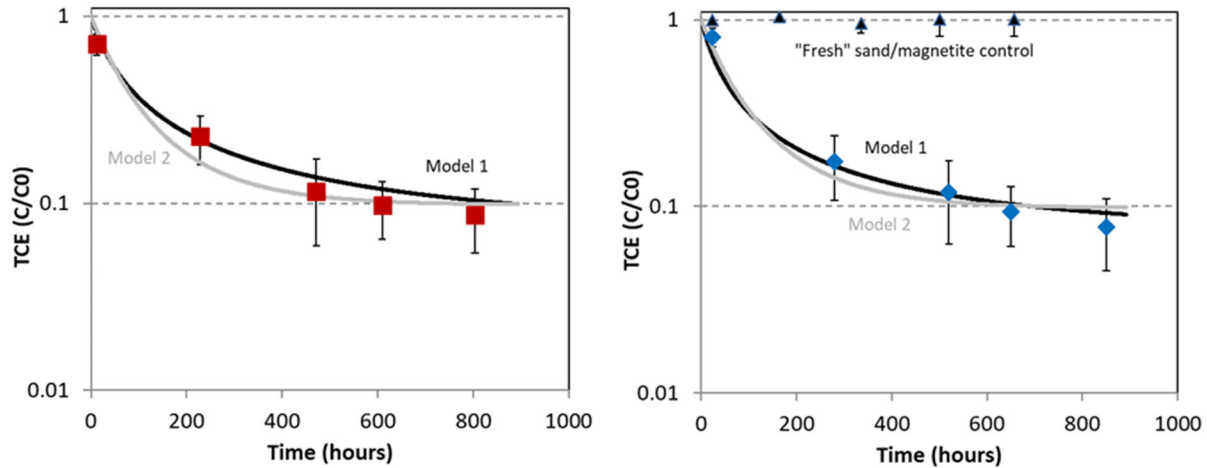 1
Model 2
Model 1
0.1
0.01
TCE (C/C0)
0
200
400
600
800
1000
Time (hours)
1
"Fresh" sand/magnetite control
Model 1
0.1
Model 2
0.01
TCE (C/C0)
0
200
400
600
800
1000
Time (hours)